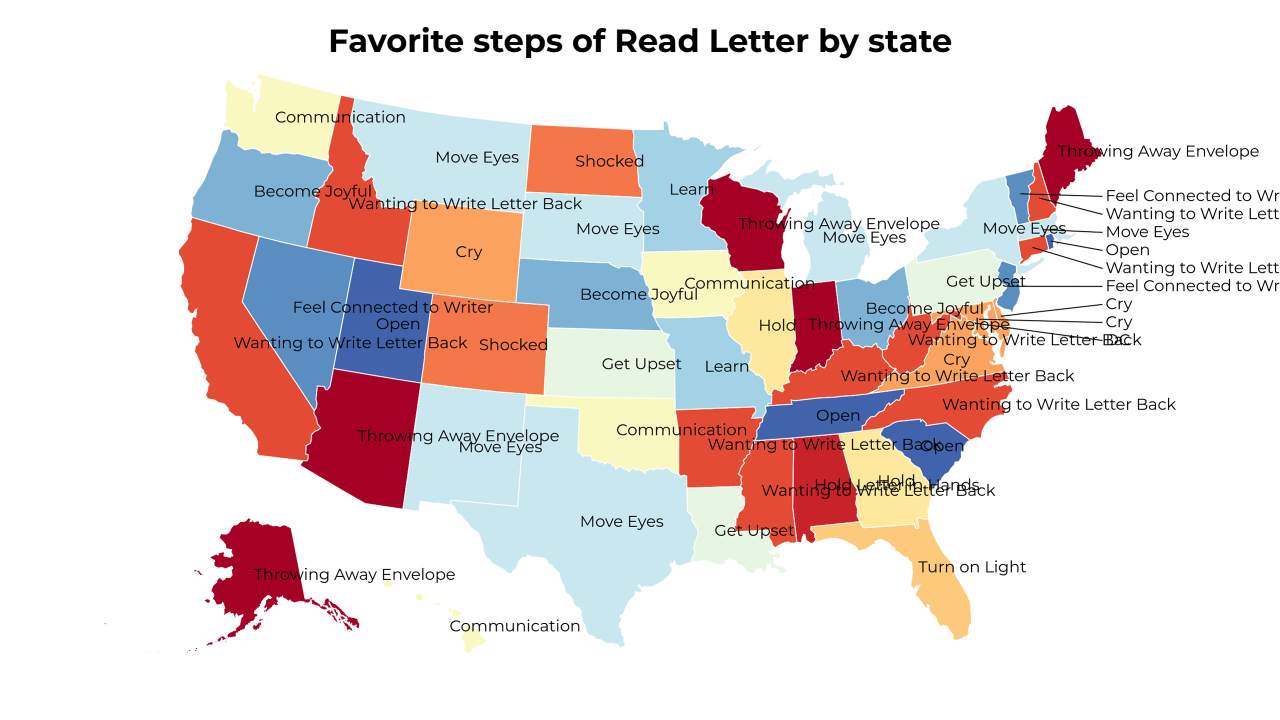 Favorite steps of Read Letter by state
Communication
Throwing Away Envelope
Move Eyes
Shocked
Learn
Become Joyful
Feel Connected to Wr
Wanting to Write Letter Back
Wanting to Write Lett
Throwing Away Envelope
Move Eyes
Move Eyes
Move Eyes
Move Eyes
Cry
Open
Wanting to Write Lett
Communication
Get Upset
Feel Connected to Wr
Become Joyful
Cry
Feel Connected to Writer
Become Joyful
Open
Hold
Throwing Away Envelope
Cry
Wanting to Write Letter Back
Shocked
Wanting to Write Letter Back
DC
Cry
Get Upset
Learn
Wanting to Write Letter Back
Wanting to Write Letter Back
Open
Communication
Throwing Away Envelope
Move Eyes
Wanting to Write Letter Back
Open
Hold
Hold Letter in Hands
Wanting to Write Letter Back
Move Eyes
Get Upset
Turn on Light
Throwing Away Envelope
Communication